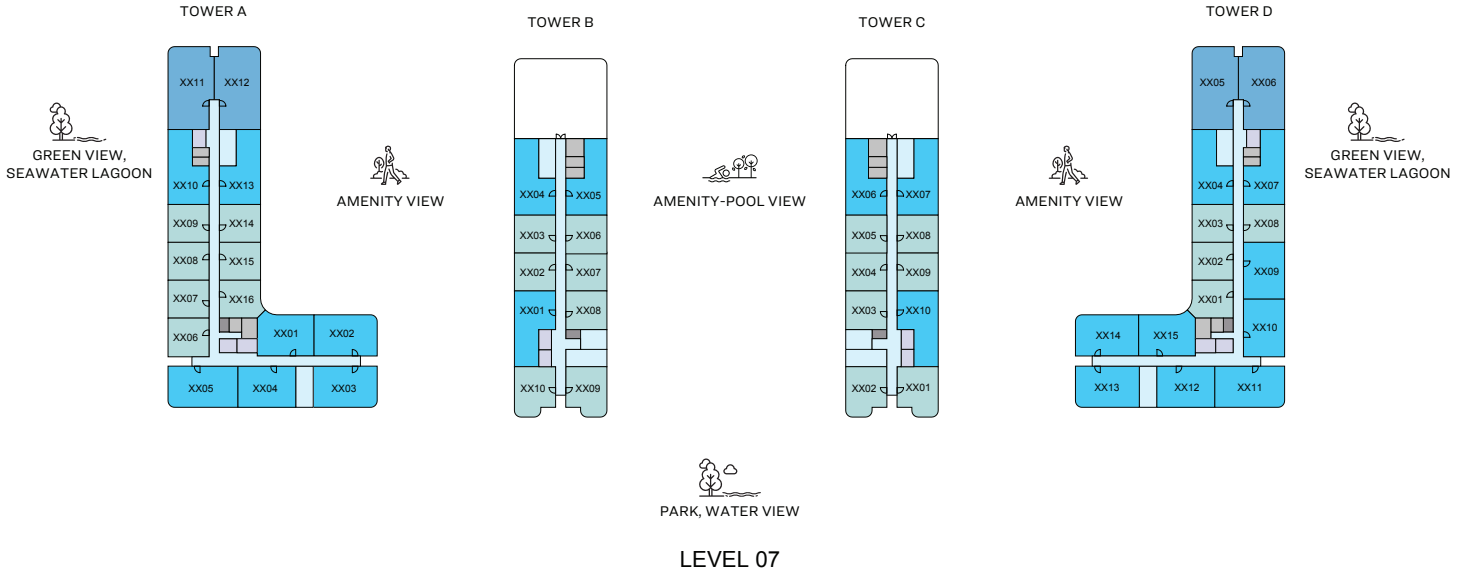 TOWER A
TOWER B
TOWER C
TOWER D
XX11 XX12
XX05 XX06
GREEN VIEW,
SEAWATER LAGOON
GREEN VIEW,
SEAWATER LAGOON
XX10 XX13
XX04 XX05
XX06 XX07
XX04 XX07
AMENITY VIEW
AMENITY-POOL VIEW
AMENITY VIEW
XX09 XX14
XX03 XX06
XX05 XX08
XX03 XX08
XX08 XX15
XX02 XX07
XX04 XX09
XX02 XX09
XX07 XX16
XX01 XX08
XX03 XX10
XX01
XX06 XX01 XX02
XX14 XX15 XX10
XX05 XX04 XX03
XX10 XX09
XX02 XX01
XX13 XX12 XX11
PARK, WATER VIEW
LEVEL 07